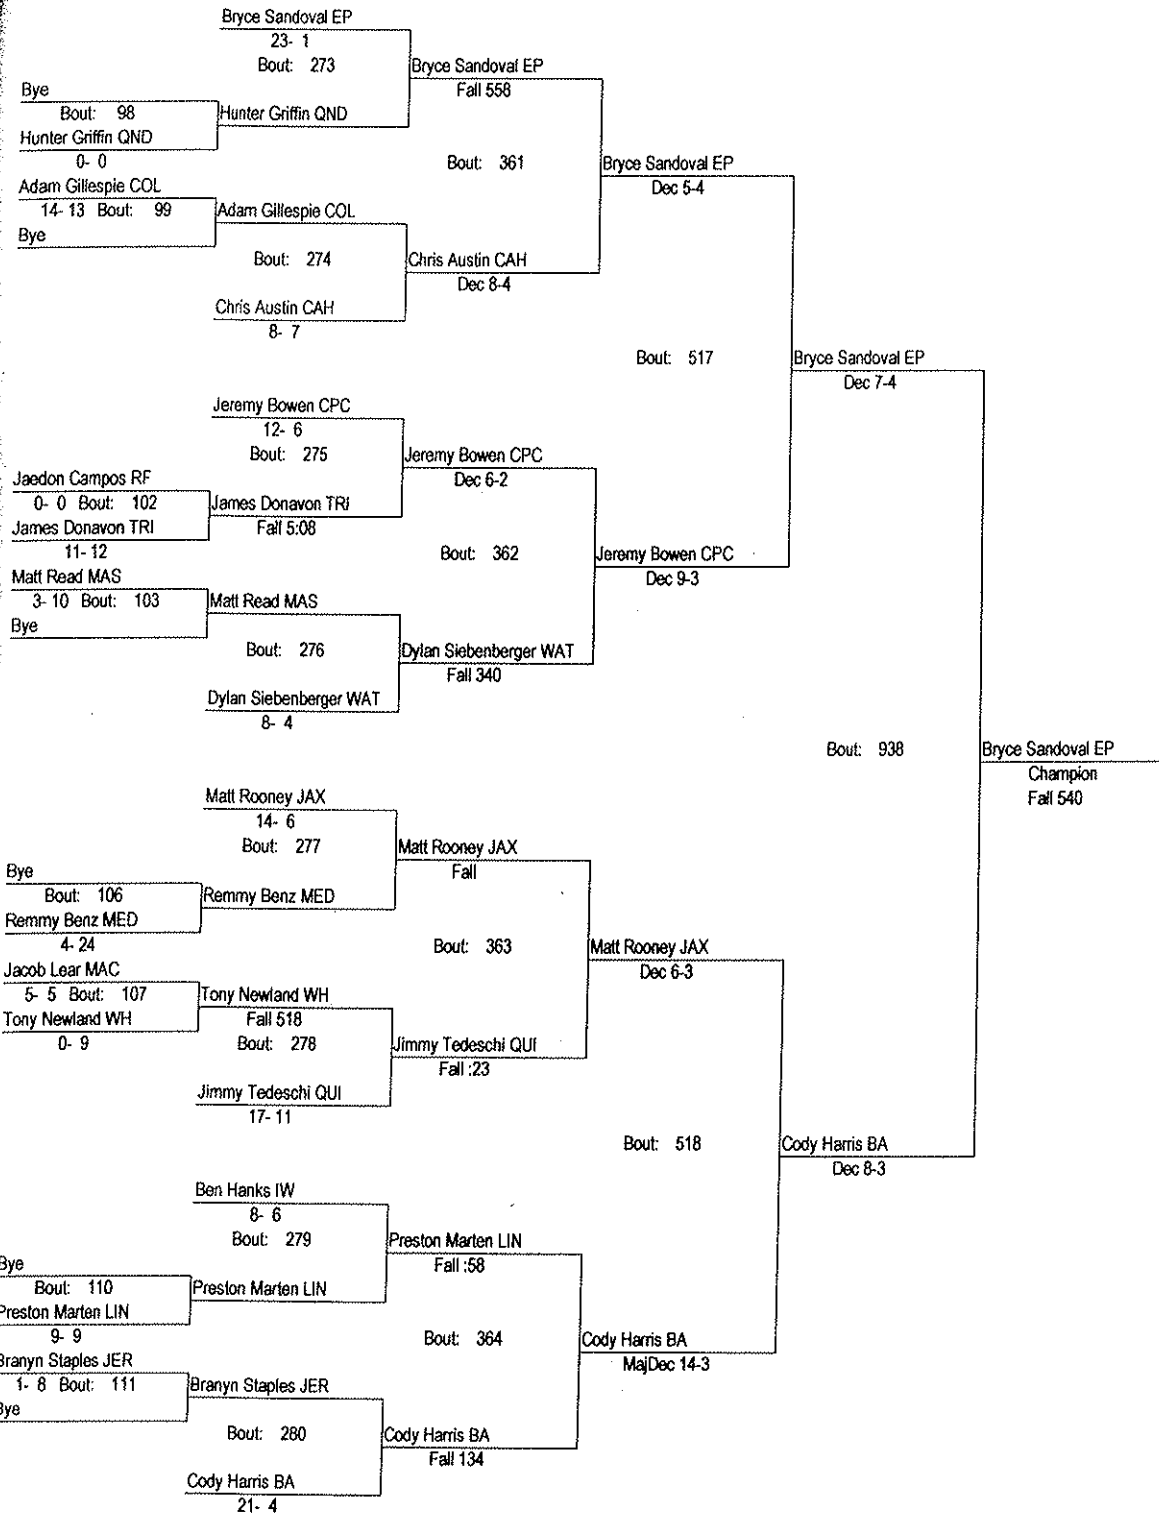 Bryce Sandoval EP
23- 1
Bout: 273
Bryce Sandoval EP
Fall 558
Bye
Bout: 98
Hunter Griffin QND
Hunter Griffin QND
0- 0
Bout: 361
Bryce Sandoval EP
Dec 5-4
Adam Gillespie COL
14- 13 Bout: 99
Adam Gillespie COL
Bye
Bout: 274
Chris Austin CAH
Dec 8-4
Chris Austin CAH
8- 7
Bout: 517
Bryce Sandoval EP
Dec 7-4
Jeremy Bowen CPC
12- 6
Bout: 275
Jeremy Bowen CPC
Dec 6-2
Jaedon Campos RF
0- 0 Bout: 102
James Donavon TRI
James Donavon TRI
Fall 5:08
11- 12
Bout: 362
Jeremy Bowen CPC
Dec 9-3
Matt Read MAS
3- 10 Bout: 103
Matt Read MAS
Bye
Bout: 276
Dylan Siebenberger WAT
Fall 340
Dylan Siebenberger WAT
8- 4
Bout: 938
Bryce Sandoval EP
Champion
Fall 540
Matt Rooney JAX
14- 6
Bout: 277
Matt Rooney JAX
Fall
Bye
Bout: 106
Remmy Benz MED
Remmy Benz MED
4- 24
Bout: 363
Matt Rooney JAX
Dec 6-3
Jacob Lear MAC
5- 5 Bout: 107
Tony Newland WH
Fall 518
Tony Newland WH
0- 9
Bout: 278
Jimmy Tedeschi QUI
Fall :23
Jimmy Tedeschi QUI
17- 11
Bout: 518
Cody Harris BA
Dec 8-3
Ben Hanks IW
8- 6
Bout: 279
Preston Marten LIN
Fall :58
Bye
Bout: 110
Preston Marten LIN
Preston Marten LIN
9- 9
Bout: 364
Cody Harris BA
MajDec 14-3
Branyn Staples JER
1- 8 Bout: 111
Branyn Staples JER
Bye
Bout: 280
Cody Harris BA
Fall 134
Cody Harris BA
21- 4